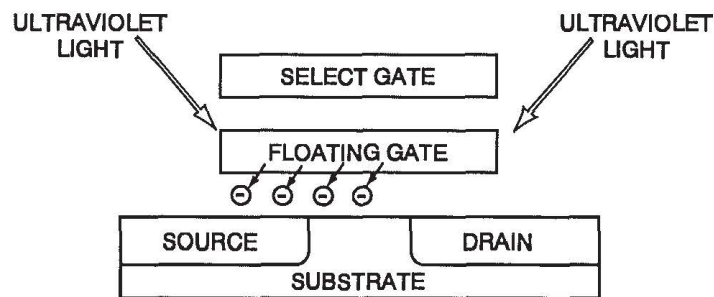 ULTRAVIOLET
LIGHT
ULTRAVIOLET
LIGHT
SELECT GATE
FLOATING GATE
SOURCE
DRAIN
SUBSTRATE